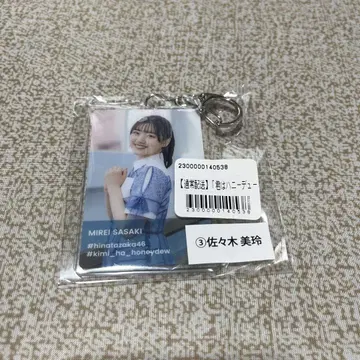 2300000140538
【通常配送】「君はハニーデュー
2300000140538
③佐々木 美玲
MIREI SASAKI
#hinatazaka46
#kimi_ha_honeydew